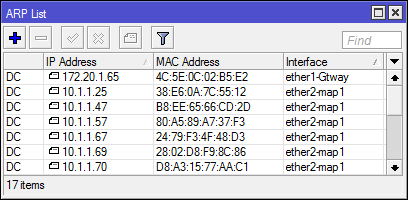 ARP List
Find
IP Address MAC Address Interface
DC 172.20.1.65 4C:5E:0C:02:B5:E2 ether1-Gtway
DC 10.1.1.25 38:E6:0A:7C:55:12 ether2-map1
DC 10.1.1.47 B8:EE:65:66:CD:2D ether2-map1
DC 10.1.1.57 80:A5:89:A7:37:F3 ether2-map1
DC 10.1.1.67 24:79:F3:4F:48:D3 ether2-map1
DC 10.1.1.69 28:02:D8:F9:8C:86 ether2-map1
DC 10.1.1.70 D8:A3:15:77:AA:C1 ether2-map1
17 items